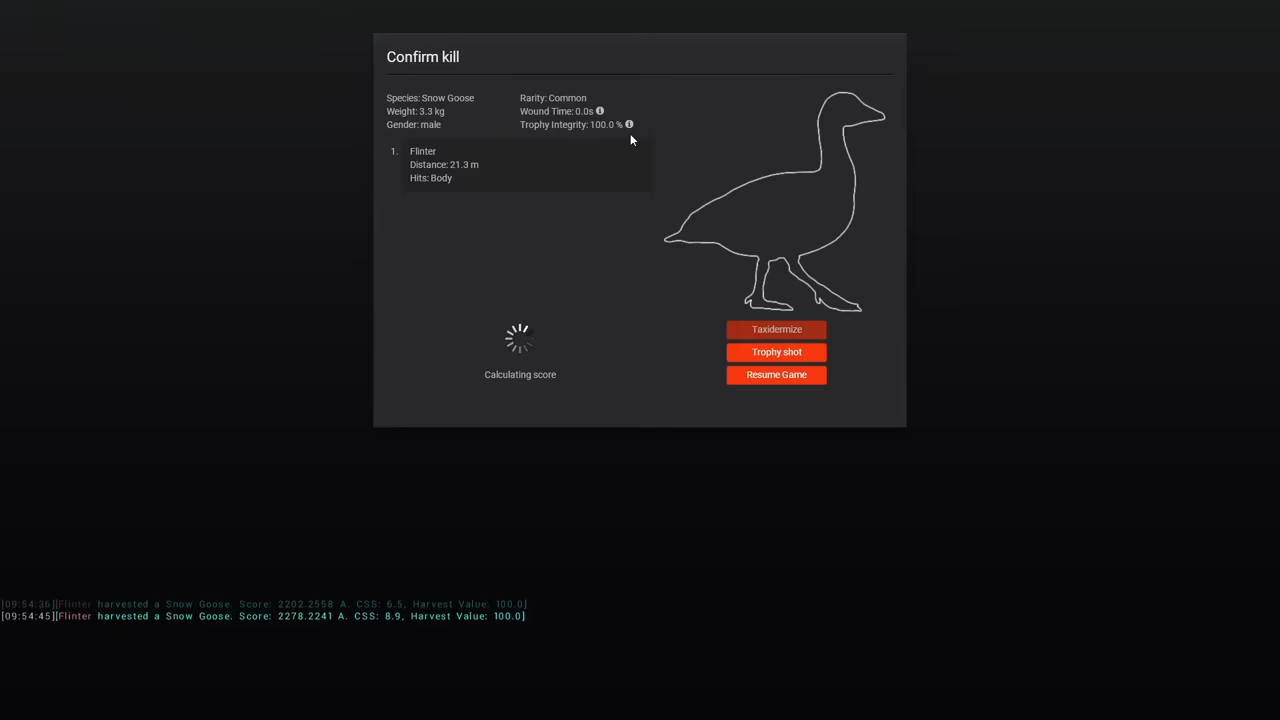 Confirm kill
Species: Snow Goose
Weight: 3.3 kg
Gender: male
Rarity: Common
Wound Time: 0.0s
Trophy Integrity: 100.0 %
1. Flinter
Distance: 21.3 m
Hits: Body
Calculating score
Taxidermize
Trophy shot
Resume Game
[09:54:36][Flinter harvested a Snow Goose. Score: 2202.2558 A. CSS: 6.5, Harvest Value: 100.0]
[09:54:45][Flinter harvested a Snow Goose. Score: 2278.2241 A. CSS: 8.9, Harvest Value: 100.0]